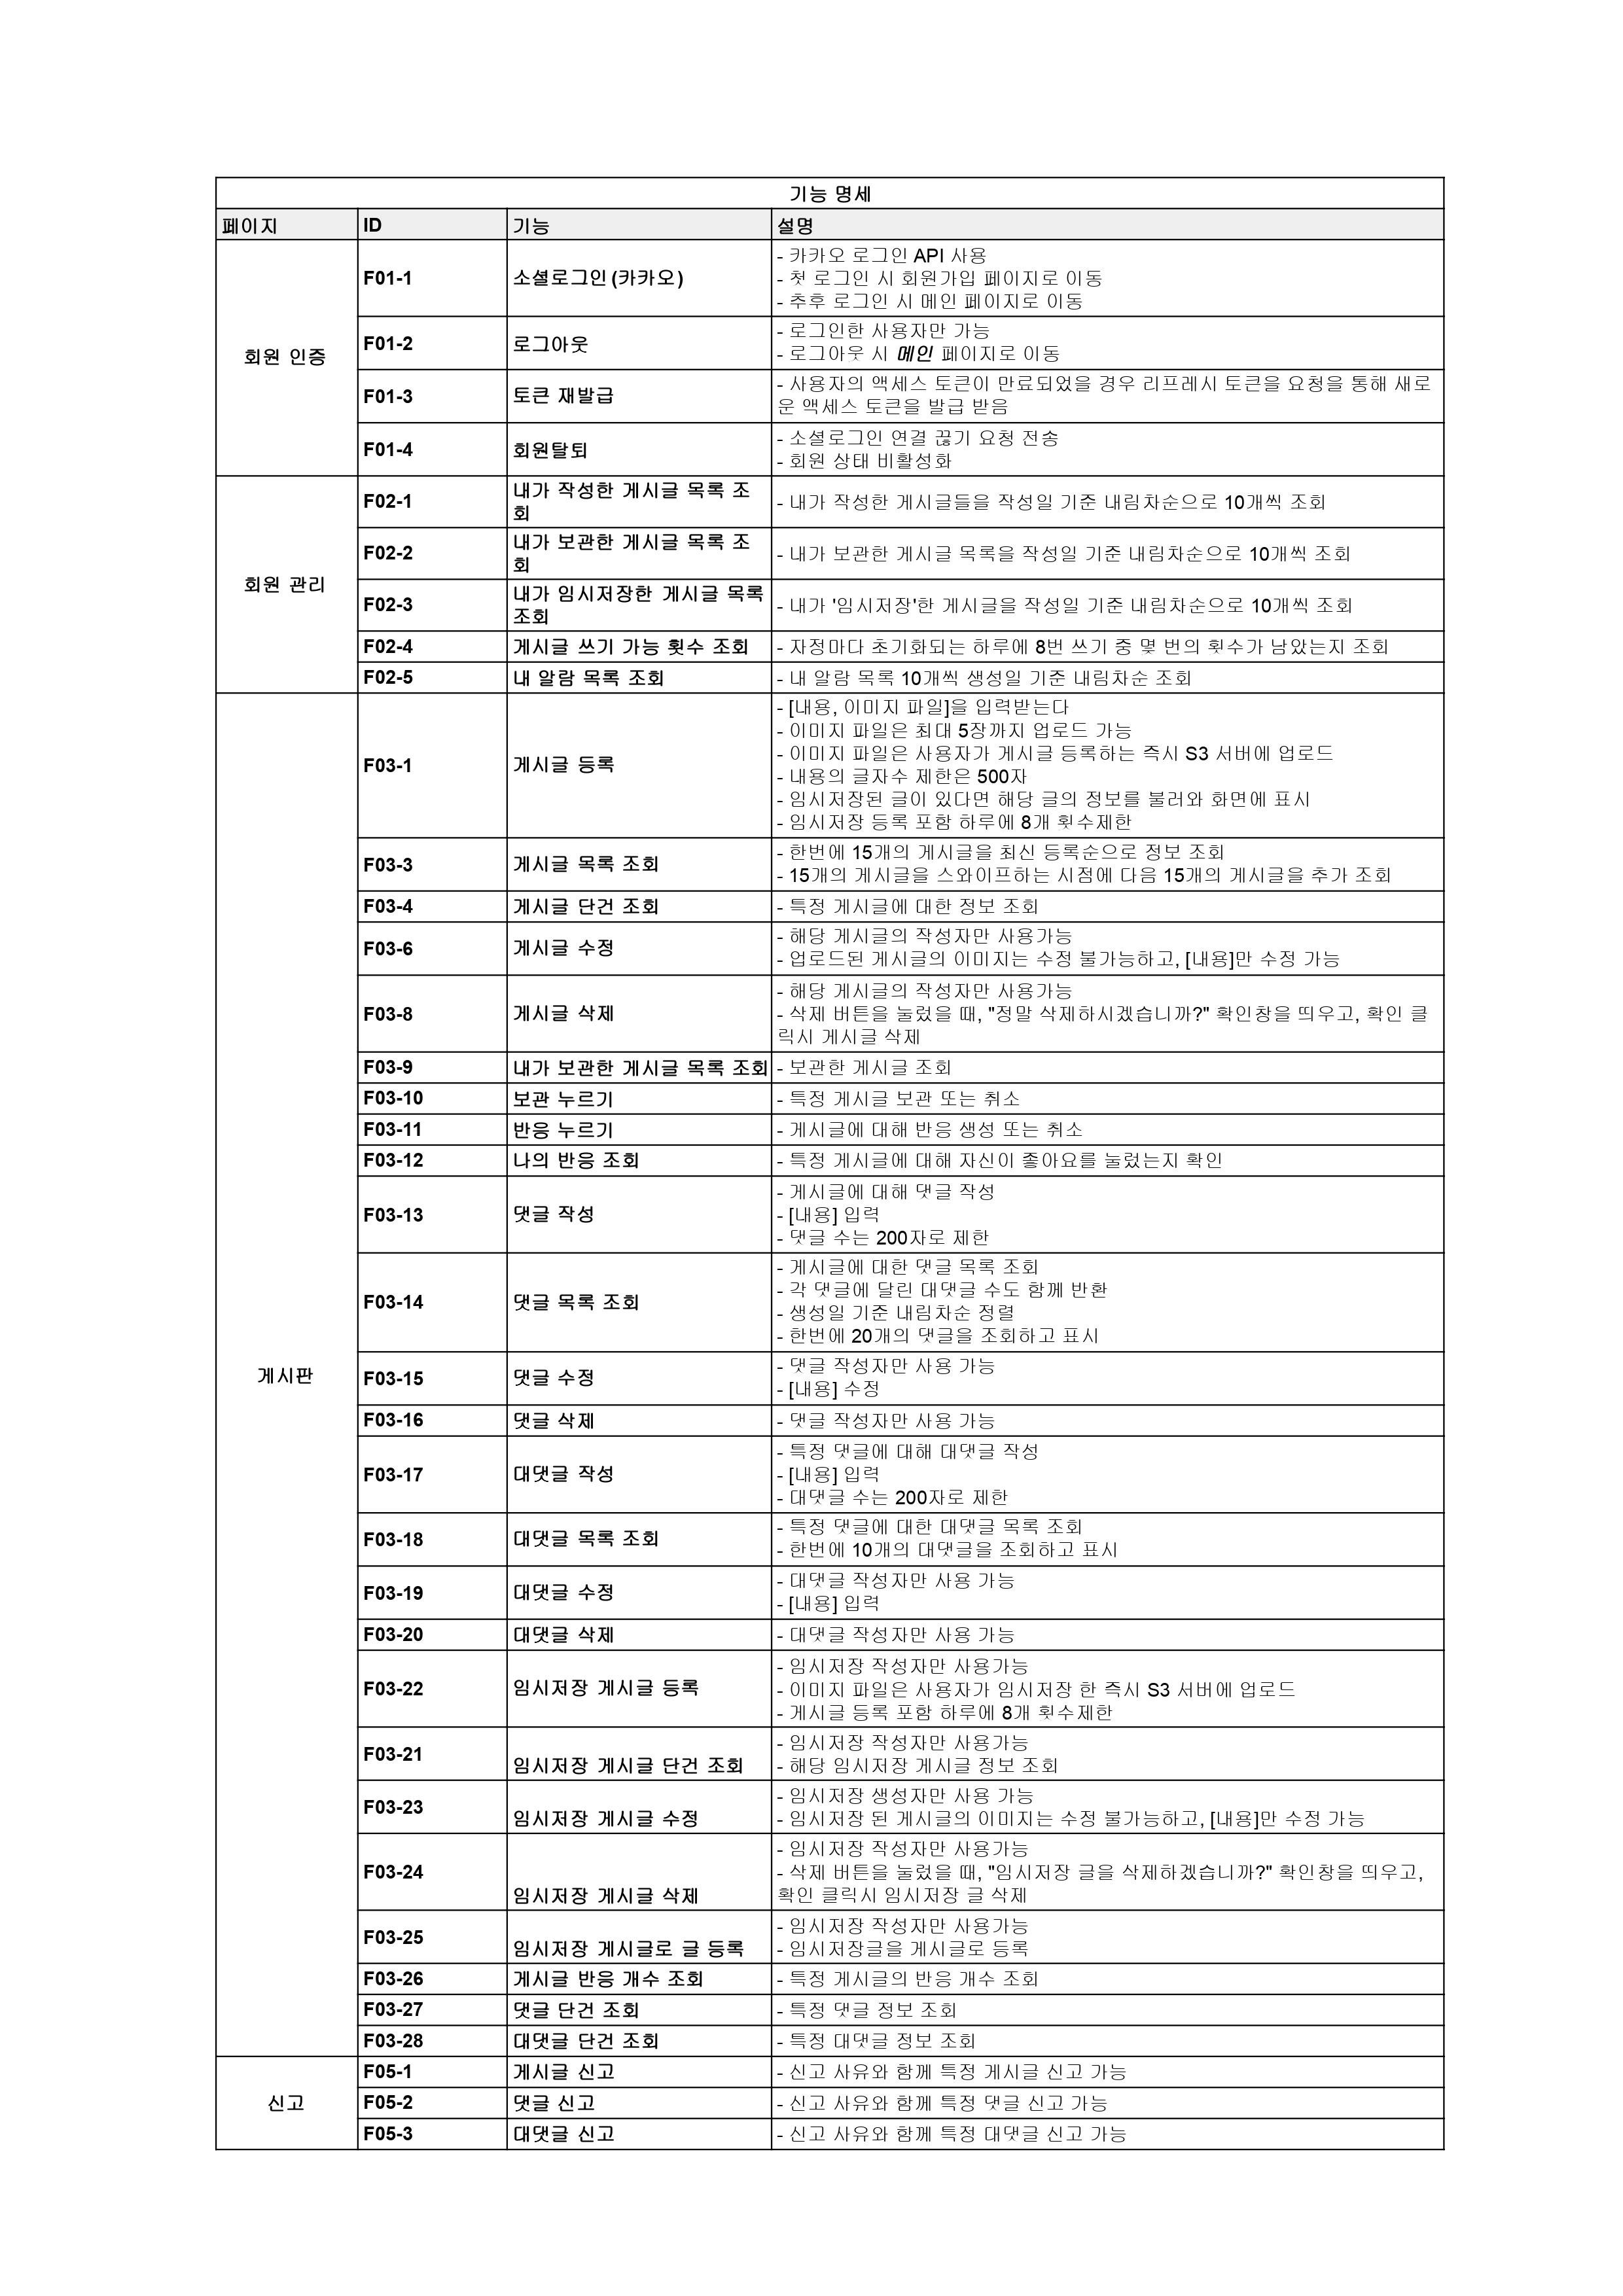 기능 명세
페이지 ID 기능 설명
회원 인증
F01-1 소셜로그인(카카오)
- 카카오 로그인 API 사용
- 첫 로그인 시 회원가입 페이지로 이동
- 추후 로그인 시 메인 페이지로 이동
F01-2 로그아웃
- 로그인한 사용자만 가능
- 로그아웃 시 메인 페이지로 이동
F01-3 토큰 재발급
- 사용자의 액세스 토큰이 만료되었을 경우 리프레시 토큰을 요청을 통해 새로
운 액세스 토큰을 발급 받음
F01-4 회원탈퇴
- 소셜로그인 연결 끊기 요청 전송
- 회원 상태 비활성화
회원 관리
F02-1 내가 작성한 게시글 목록 조
회
- 내가 작성한 게시글들을 작성일 기준 내림차순으로 10개씩 조회
F02-2 내가 보관한 게시글 목록 조
회
- 내가 보관한 게시글 목록을 작성일 기준 내림차순으로 10개씩 조회
F02-3 내가 임시저장한 게시글 목록
조회
- 내가 '임시저장'한 게시글을 작성일 기준 내림차순으로 10개씩 조회
F02-4 게시글 쓰기 가능 횟수 조회 - 자정마다 초기화되는 하루에 8번 쓰기 중 몇 번의 횟수가 남았는지 조회
F02-5 내 알람 목록 조회 - 내 알람 목록 10개씩 생성일 기준 내림차순 조회
게시판
F03-1 게시글 등록
- [내용, 이미지 파일]을 입력받는다
- 이미지 파일은 최대 5장까지 업로드 가능
- 이미지 파일은 사용자가 게시글 등록하는 즉시 S3 서버에 업로드
- 내용의 글자수 제한은 500자
- 임시저장된 글이 있다면 해당 글의 정보를 불러와 화면에 표시
- 임시저장 등록 포함 하루에 8개 횟수제한
F03-3 게시글 목록 조회
- 한번에 15개의 게시글을 최신 등록순으로 정보 조회
- 15개의 게시글을 스와이프하는 시점에 다음 15개의 게시글을 추가 조회
F03-4 게시글 단건 조회 - 특정 게시글에 대한 정보 조회
F03-6 게시글 수정
- 해당 게시글의 작성자만 사용가능
- 업로드된 게시글의 이미지는 수정 불가능하고, [내용]만 수정 가능
F03-8 게시글 삭제
- 해당 게시글의 작성자만 사용가능
- 삭제 버튼을 눌렀을 때, "정말 삭제하시겠습니까?" 확인창을 띄우고, 확인 클
릭시 게시글 삭제
F03-9 내가 보관한 게시글 목록 조회 - 보관한 게시글 조회
F03-10 보관 누르기 - 특정 게시글 보관 또는 취소
F03-11 반응 누르기 - 게시글에 대해 반응 생성 또는 취소
F03-12 나의 반응 조회 - 특정 게시글에 대해 자신이 좋아요를 눌렀는지 확인
F03-13 댓글 작성
- 게시글에 대해 댓글 작성
- [내용] 입력
- 댓글 수는 200자로 제한
F03-14 댓글 목록 조회
- 게시글에 대한 댓글 목록 조회
- 각 댓글에 달린 대댓글 수도 함께 반환
- 생성일 기준 내림차순 정렬
- 한번에 20개의 댓글을 조회하고 표시
F03-15 댓글 수정
- 댓글 작성자만 사용 가능
- [내용] 수정
F03-16 댓글 삭제 - 댓글 작성자만 사용 가능
F03-17 대댓글 작성
- 특정 댓글에 대해 대댓글 작성
- [내용] 입력
- 대댓글 수는 200자로 제한
F03-18 대댓글 목록 조회
- 특정 댓글에 대한 대댓글 목록 조회
- 한번에 10개의 대댓글을 조회하고 표시
F03-19 대댓글 수정
- 대댓글 작성자만 사용 가능
- [내용] 입력
F03-20 대댓글 삭제 - 대댓글 작성자만 사용 가능
F03-22 임시저장 게시글 등록
- 임시저장 작성자만 사용가능
- 이미지 파일은 사용자가 임시저장 한 즉시 S3 서버에 업로드
- 게시글 등록 포함 하루에 8개 횟수제한
F03-21 임시저장 게시글 단건 조회
- 임시저장 작성자만 사용가능
- 해당 임시저장 게시글 정보 조회
F03-23 임시저장 게시글 수정
- 임시저장 생성자만 사용 가능
- 임시저장 된 게시글의 이미지는 수정 불가능하고, [내용]만 수정 가능
F03-24 임시저장 게시글 삭제
- 임시저장 작성자만 사용가능
- 삭제 버튼을 눌렀을 때, "임시저장 글을 삭제하겠습니까?" 확인창을 띄우고,
확인 클릭시 임시저장 글 삭제
F03-25 임시저장 게시글로 글 등록
- 임시저장 작성자만 사용가능
- 임시저장글을 게시글로 등록
F03-26 게시글 반응 개수 조회 - 특정 게시글의 반응 개수 조회
F03-27 댓글 단건 조회 - 특정 댓글 정보 조회
F03-28 대댓글 단건 조회 - 특정 대댓글 정보 조회
신고
F05-1 게시글 신고 - 신고 사유와 함께 특정 게시글 신고 가능
F05-2 댓글 신고 - 신고 사유와 함께 특정 댓글 신고 가능
F05-3 대댓글 신고 - 신고 사유와 함께 특정 대댓글 신고 가능